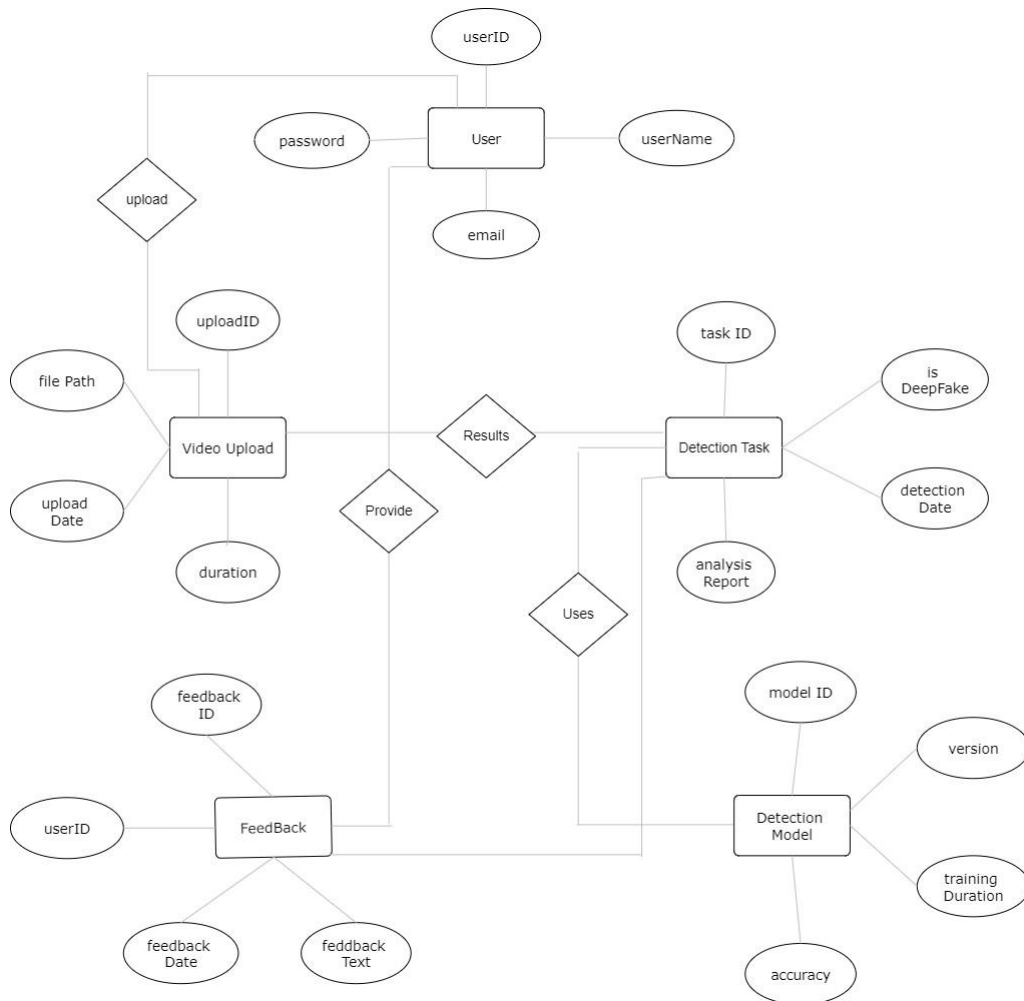 userID
password
User
userName
upload
email
uploadID
task ID
file Path
is
DeepFake
Video Upload
Results
Detection Task
upload
Date
Provide
detection
Date
duration
analysis
Report
Uses
feedback
ID
model ID
version
userID
FeedBack
Detection
Model
training
Duration
feedback
Date
feddback
Text
accuracy